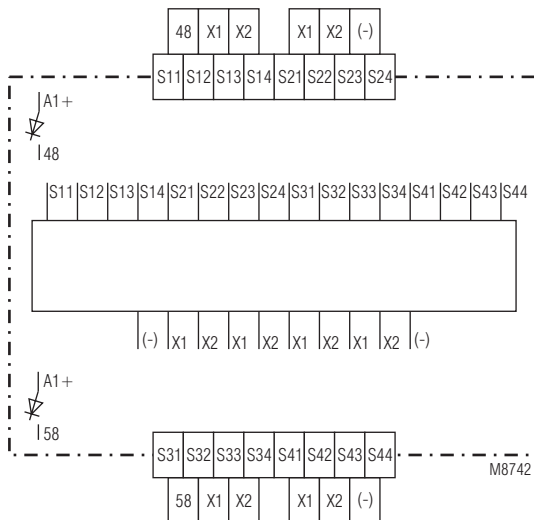 48 X1 X2 X1 X2 (-)
S11 S12 S13 S14 S21 S22 S23 S24
A1+
48
S11 S12 S13 S14 S21 S22 S23 S24 S31 S32 S33 S34 S41 S42 S43 S44
(-) X1 X2 X1 X2 X1 X2 X1 X2 (-)
A1+
58
S31 S32 S33 S34 S41 S42 S43 S44
M8742
58 X1 X2 X1 X2 (-)